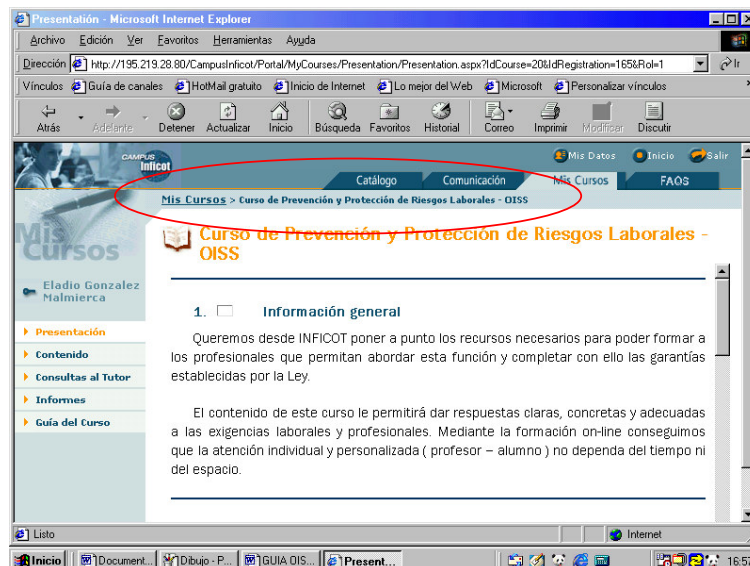 Presentatión - Microsoft Internet Explorer
Archivo Edición Ver Favoritos Herramientas Ayuda
Dirección http://195.219.28.80/CampusInficot/Portal/MyCourses/Presentation/Presentation.aspx?IdCourse=20&IdRegistration=165&Rol=1 Ir
Vínculos Guía de canales HotMail gratuito Inicio de Internet Lo mejor del Web Microsoft Personalizar vínculos
Atrás Adelante Detener Actualizar Inicio Búsqueda Favoritos Historial Correo Imprimir Modificar Discutir
CAMPUS
Inficot
Mis Datos Inicio Salir
Catálogo Comunicación Mis Cursos FAQS
Mis Cursos > Curso de Prevención y Protección de Riesgos Laborales - OISS
Mis
Cursos
Curso de Prevención y Protección de Riesgos Laborales -
OISS
Eladio Gonzalez
Malmierca
Presentación
Contenido
Consultas al Tutor
Informes
Guía del Curso
1. Información general
Queremos desde INFICOT poner a punto los recursos necesarios para poder formar a
los profesionales que permitan abordar esta función y completar con ello las garantías
establecidas por la Ley.
El contenido de este curso le permitirá dar respuestas claras, concretas y adecuadas
a las exigencias laborales y profesionales. Mediante la formación on-line conseguimos
que la atención individual y personalizada ( profesor – alumno ) no dependa del tiempo ni
del espacio.
Listo Internet
Inicio Document... Dibujo - P... GUIA OIS... Present... 16:57